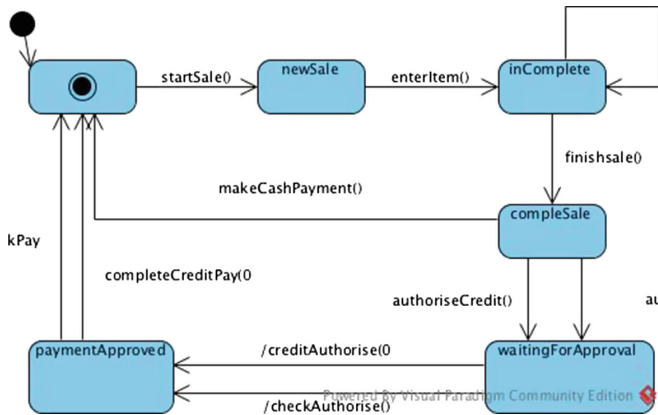 startSale()
newSale
enterItem()
inComplete
finishsale()
makeCashPayment()
compleSale
kPay
completeCreditPay(0
authoriseCredit()
au
paymentApproved
/creditAuthorise(0
waitingForApproval
/checkAuthorise()
Powered By Visual Paradigm Community Edition